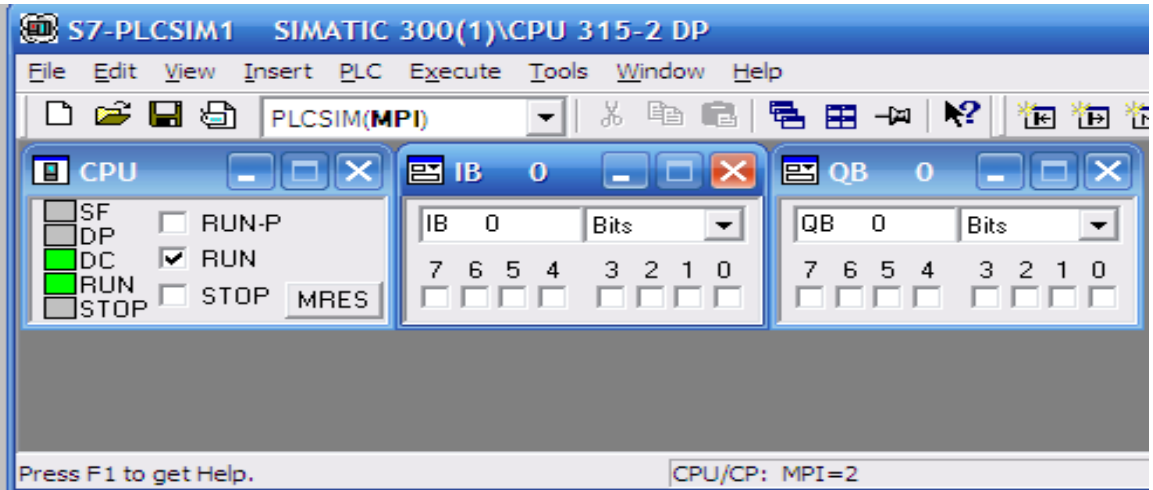 S7-PLCSIM1 SIMATIC 300(1)\CPU 315-2 DP
File Edit View Insert PLC Execute Tools Window Help
PLCSIM(MPI)
CPU
SF
DP
DC
RUN
STOP
RUN-P
RUN
STOP MRES
IB 0
IB 0 Bits
7 6 5 4 3 2 1 0
QB 0
QB 0 Bits
7 6 5 4 3 2 1 0
Press F1 to get Help. CPU/CP: MPI=2